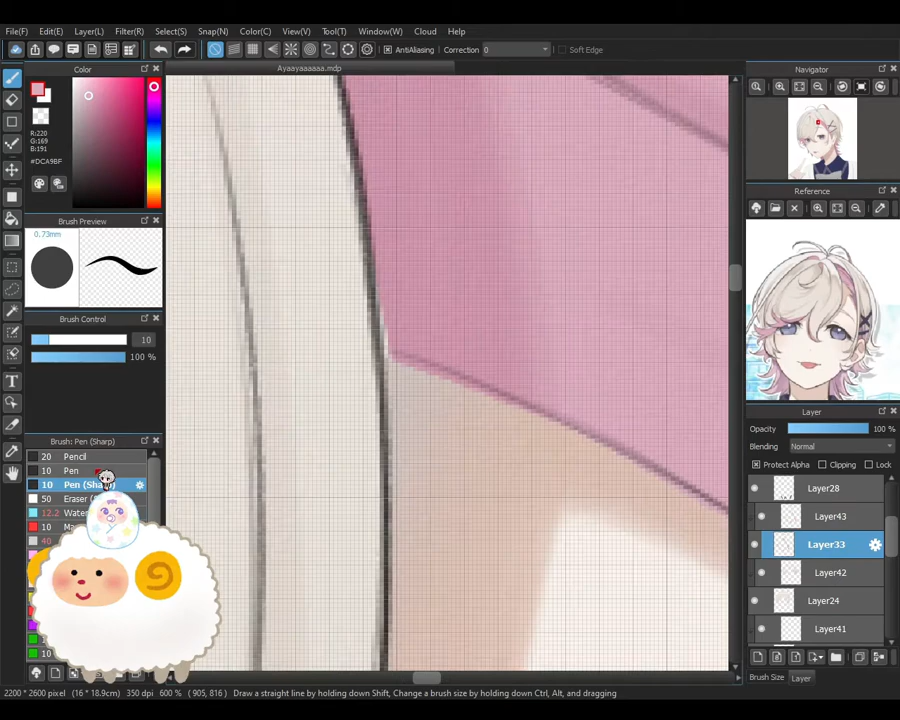 File(F) Edit(E) Layer(L) Filter(R) Select(S) Snap(N) Color(C) View(V) Tool(T) Window(W) Cloud Help
AntiAliasing Correction 0 Soft Edge
Color
Ayaayaaaaaa.mdp
Navigator
R:220
G:169
B:191
#DCA9BF
Reference
Brush Preview
0.73mm
Brush Control
10
100 %
Layer
Opacity 100 %
Blending Normal
Protect Alpha Clipping Lock
Brush: Pen (Sharp)
20 Pencil
10 Pen
10 Pen (Sharp)
50 Eraser
12.2 Water
10
40
10
Layer28
Layer43
Layer33
Layer42
Layer24
Layer41
Brush Size Layer
2200 * 2600 pixel (16 * 18.9cm) 350 dpi 600 % ( 905, 816 ) Draw a straight line by holding down Shift, Change a brush size by holding down Ctrl, Alt, and dragging